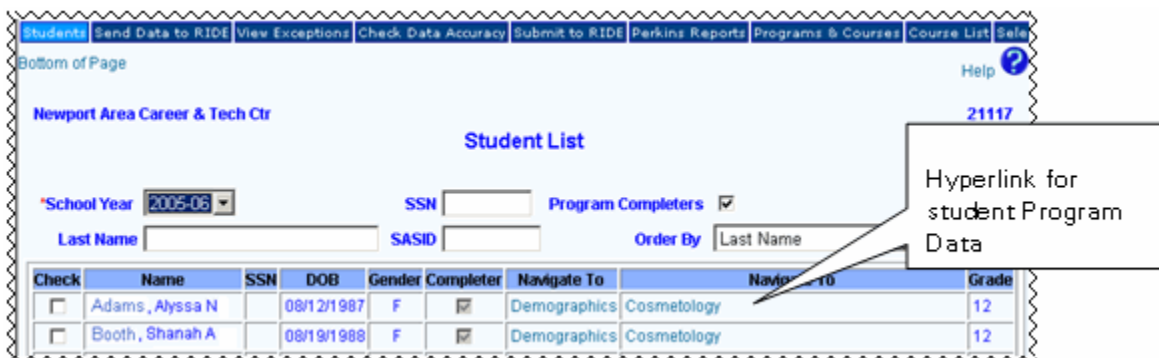 Students Send Data to RIDE View Exceptions Check Data Accuracy Submit to RIDE Perkins Reports Programs & Courses Course List Sele
Bottom of Page Help ?
Newport Area Career & Tech Ctr 21117
Student List
*School Year 2005-06 SSN Program Completers
Last Name SASID Order By Last Name
Hyperlink for
student Program
Data
Check Name SSN DOB Gender Completer Navigate To Navigate To Grade
Adams, Alyssa N 08/12/1987 F Demographics Cosmetology 12
Booth, Shanah A 08/19/1988 F Demographics Cosmetology 12